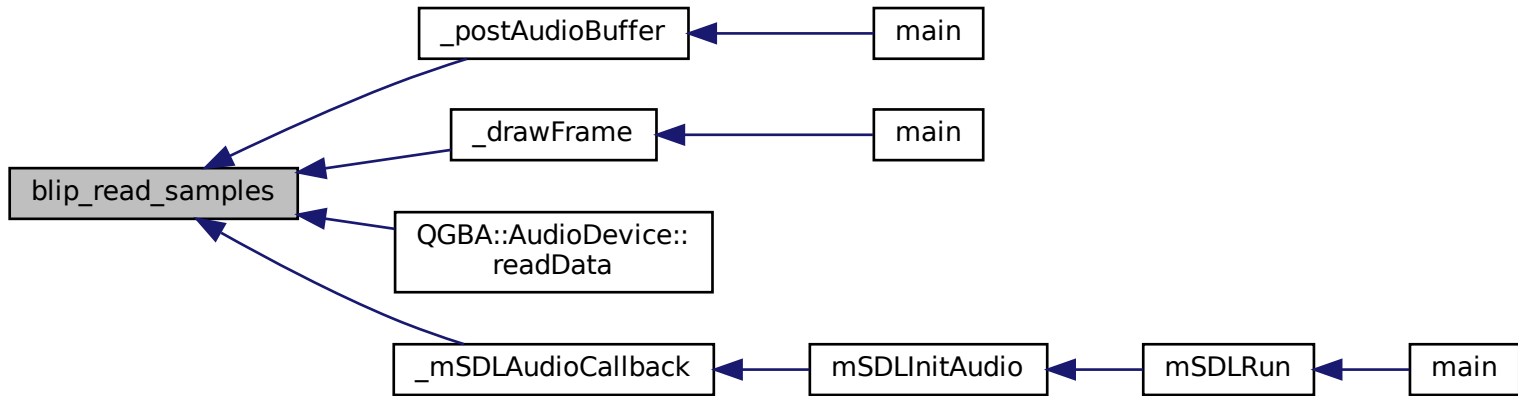 _postAudioBuffer
main
_drawFrame
main
blip_read_samples
QGBA::AudioDevice::
readData
_mSDLAudioCallback
mSDLInitAudio
mSDLRun
main